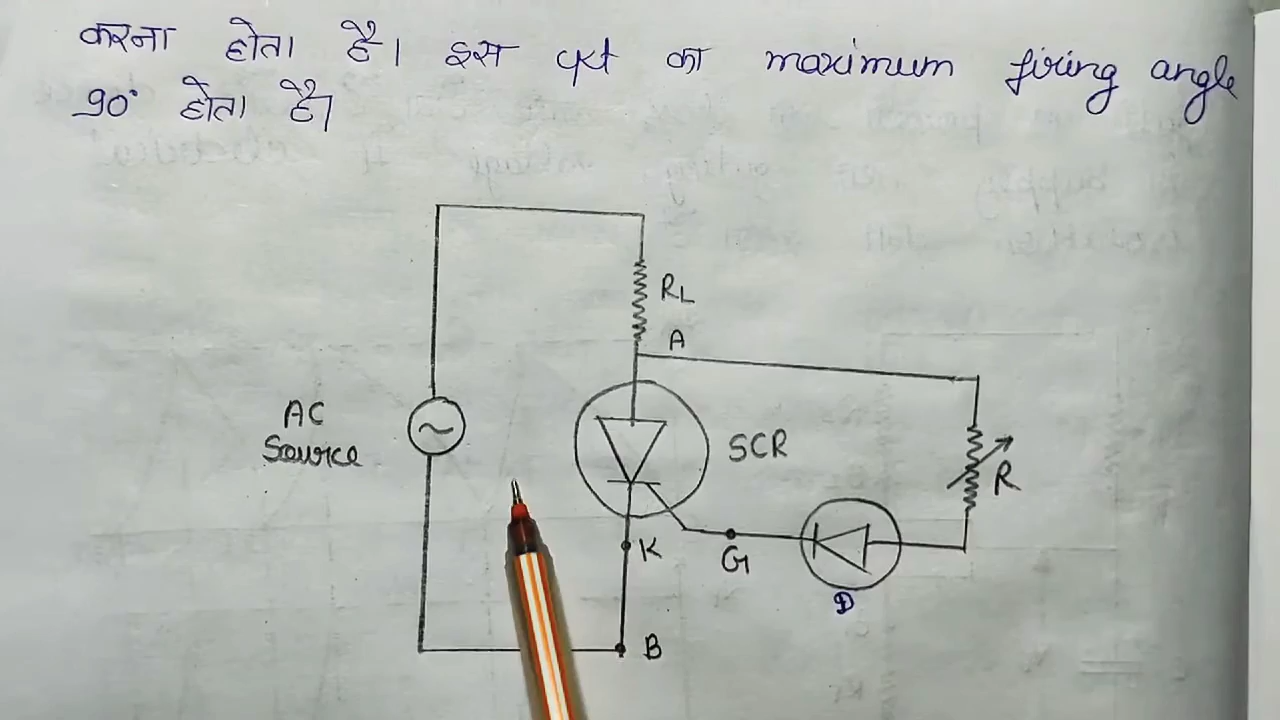 करना होता है। इस ckt का maximum firing angle
90° होता है।
RL
A
AC
Source
SCR
R
K
G
D
B